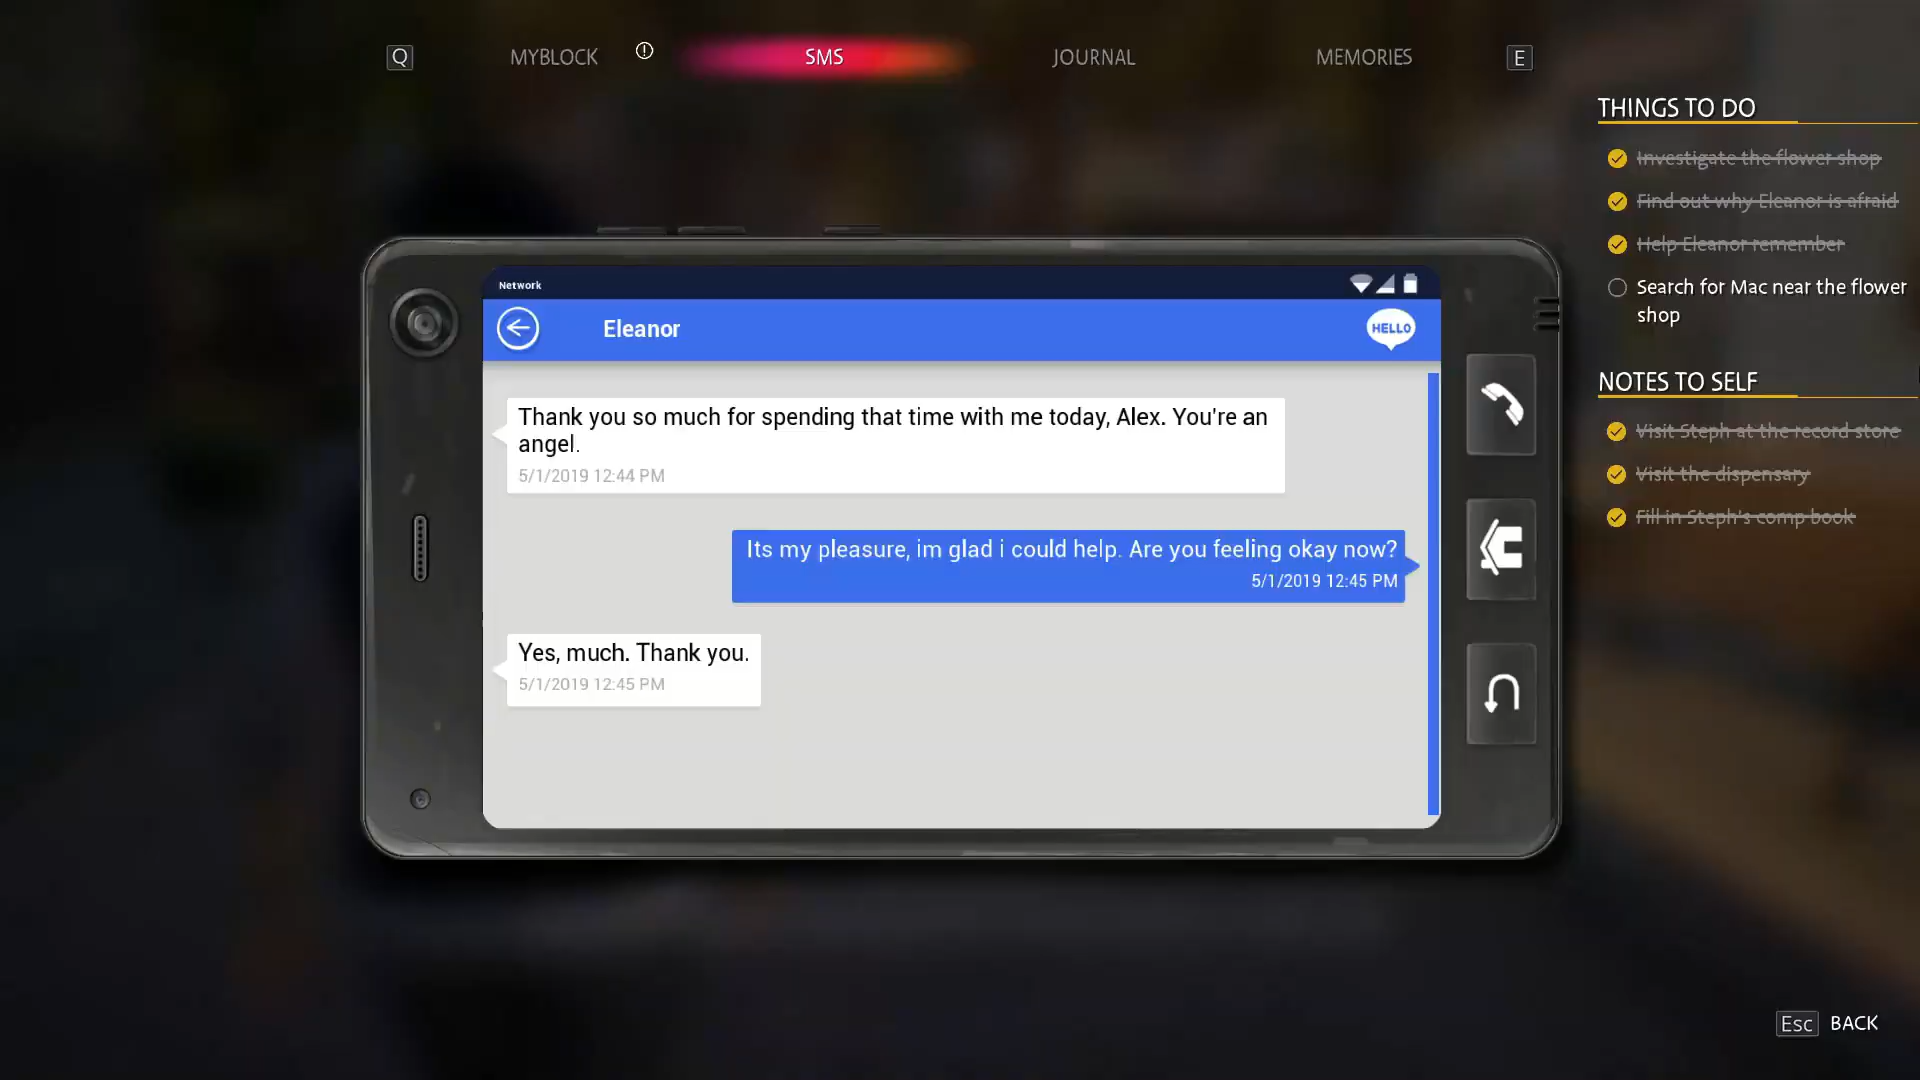 Q
MYBLOCK
SMS
JOURNAL
MEMORIES
E
THINGS TO DO
Investigate the flower shop
Find out why Eleanor is afraid
Help Eleanor remember
Search for Mac near the flower
shop
NOTES TO SELF
Visit Steph at the record store
Visit the dispensary
Fill in Steph's comp book
Network
Eleanor
HELLO
Thank you so much for spending that time with me today, Alex. You're an
angel.
5/1/2019 12:44 PM
Its my pleasure, im glad i could help. Are you feeling okay now?
5/1/2019 12:45 PM
Yes, much. Thank you.
5/1/2019 12:45 PM
Esc BACK